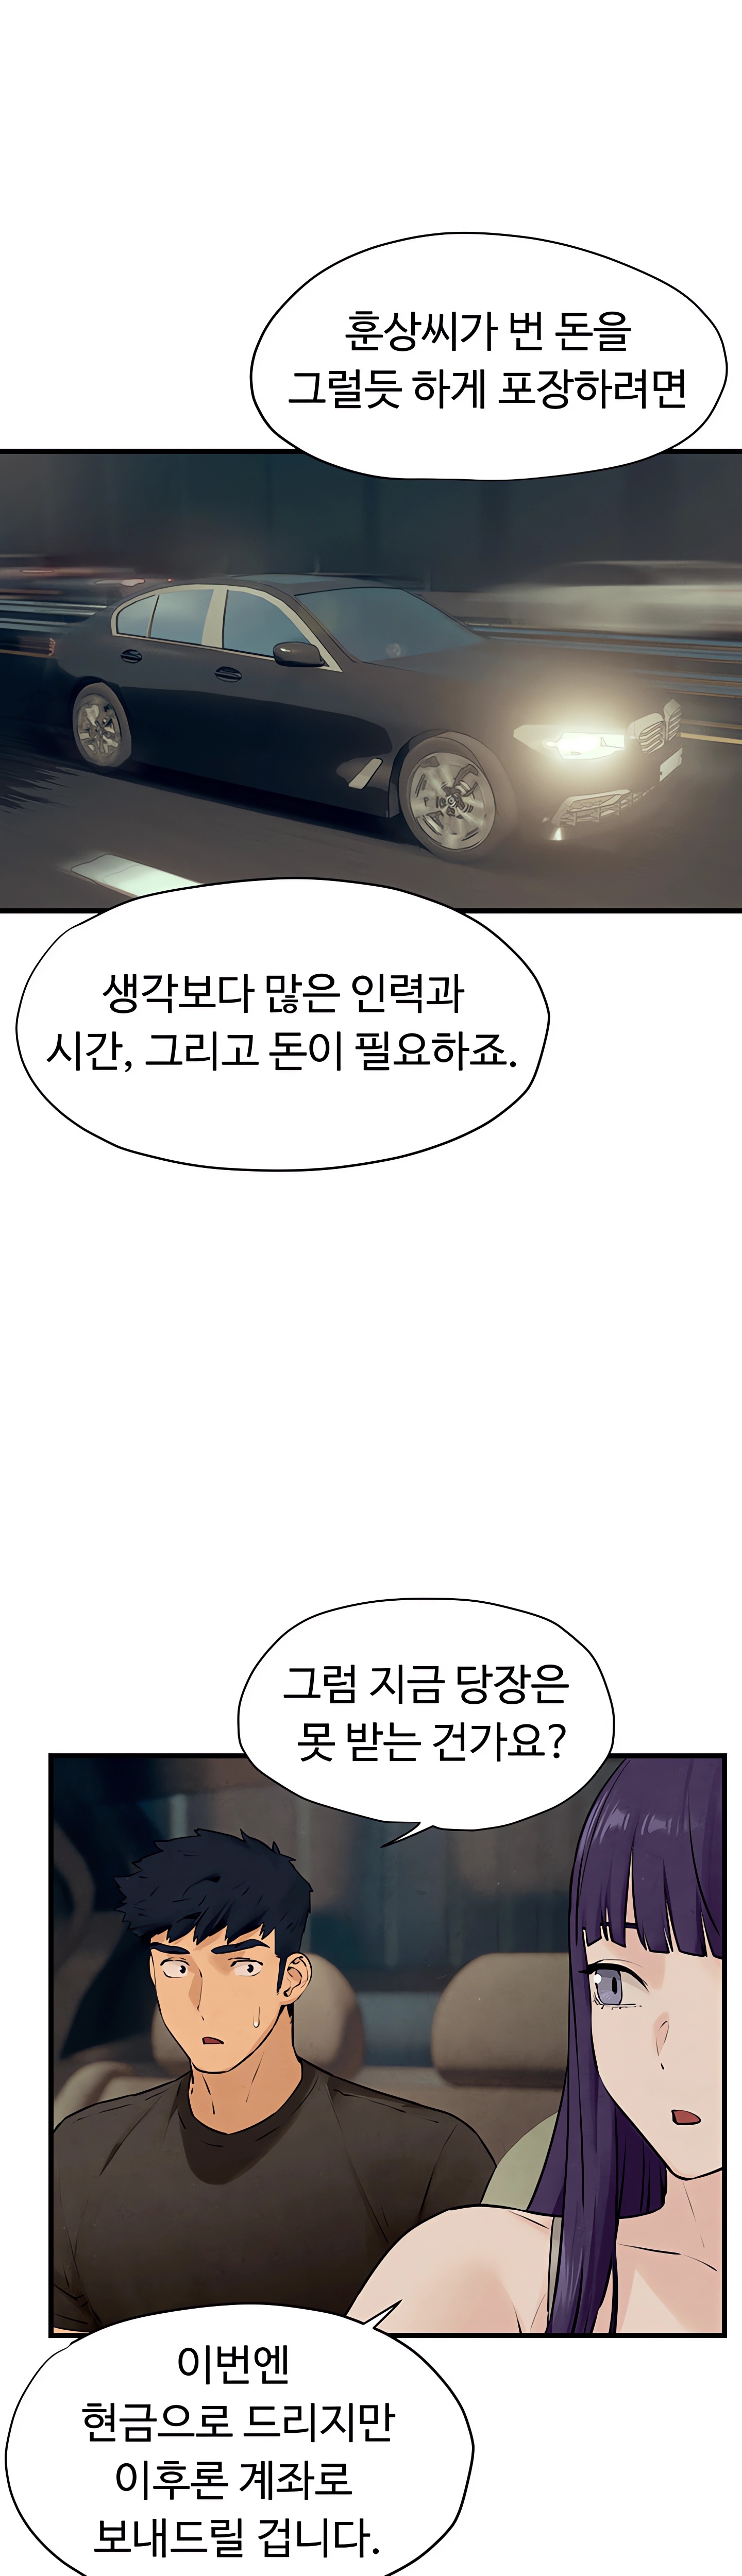 훈상씨가 번 돈을
그럴듯 하게 포장하려면
생각보다 많은 인력과
시간, 그리고 돈이 필요하죠.
그럼 지금 당장은
못 받는 건가요?
이번엔
현금으로 드리지만
이후론 계좌로
보내드릴 겁니다.